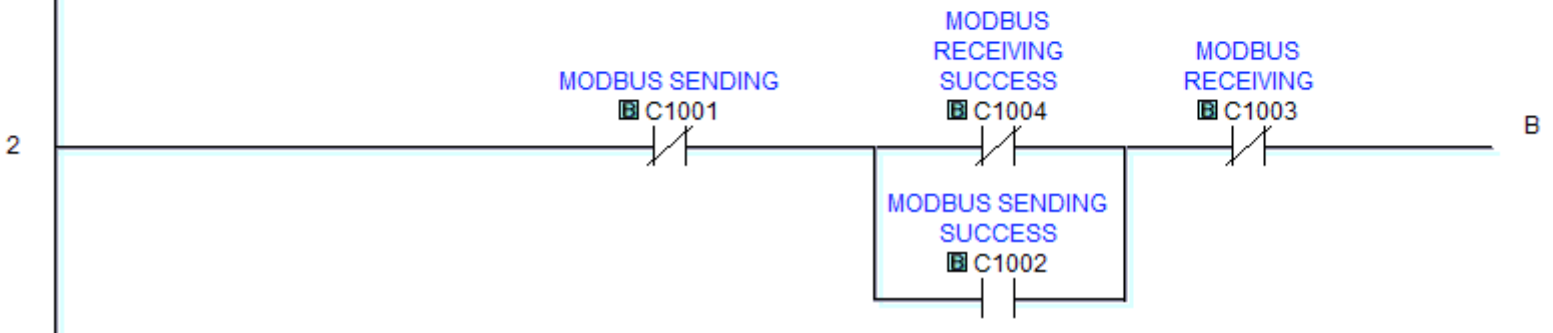 MODBUS
RECEIVING
SUCCESS
B C1004
MODBUS
RECEIVING
B C1003
MODBUS SENDING
B C1001
2
B
MODBUS SENDING
SUCCESS
B C1002